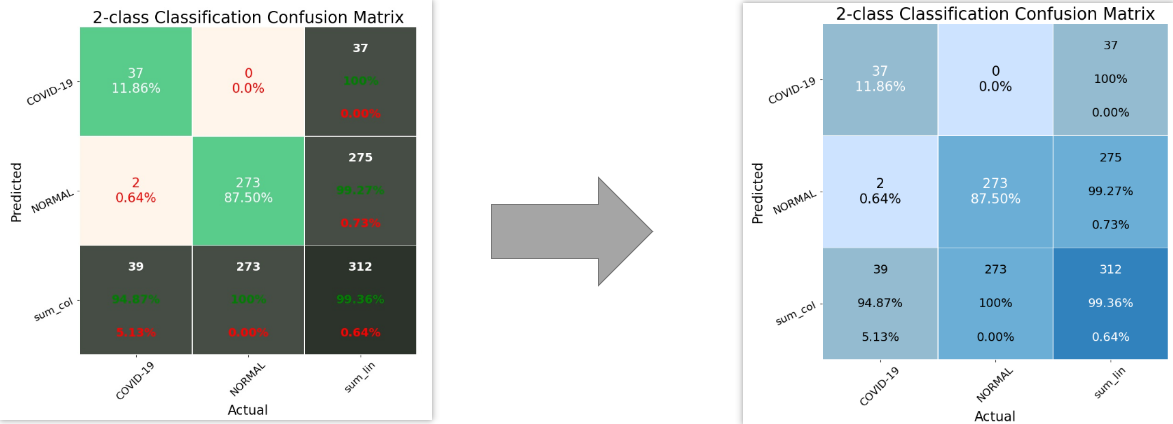 2-class Classification Confusion Matrix
COVID-19
37
11.86%
0
0.0%
37
100%
0.00%
Predicted
NORMAL
2
0.64%
273
87.50%
275
99.27%
0.73%
sum_col
39
94.87%
5.13%
273
100%
0.00%
312
99.36%
0.64%
COVID-19
NORMAL
sum_lin
Actual
2-class Classification Confusion Matrix
COVID-19
37
11.86%
0
0.0%
37
100%
0.00%
Predicted
NORMAL
2
0.64%
273
87.50%
275
99.27%
0.73%
sum_col
39
94.87%
5.13%
273
100%
0.00%
312
99.36%
0.64%
COVID-19
NORMAL
sum_lin
Actual